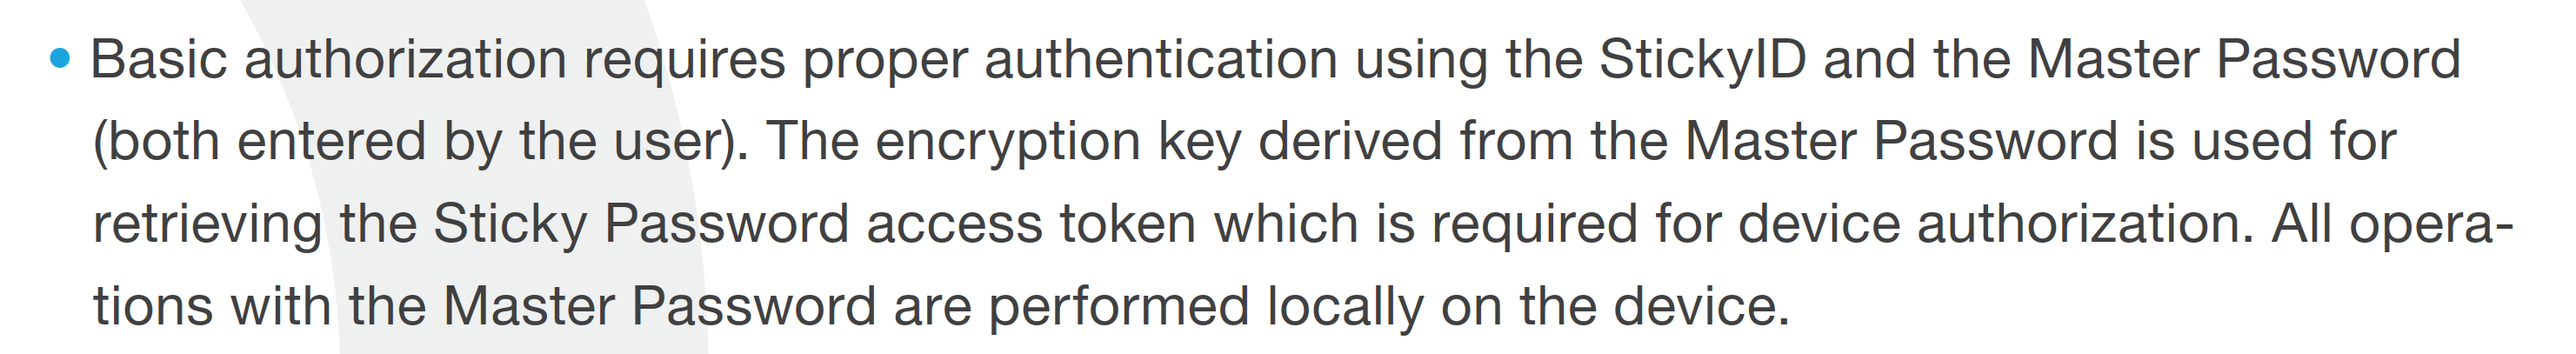 • Basic authorization requires proper authentication using the StickyID and the Master Password
(both entered by the user). The encryption key derived from the Master Password is used for
retrieving the Sticky Password access token which is required for device authorization. All opera-
tions with the Master Password are performed locally on the device.